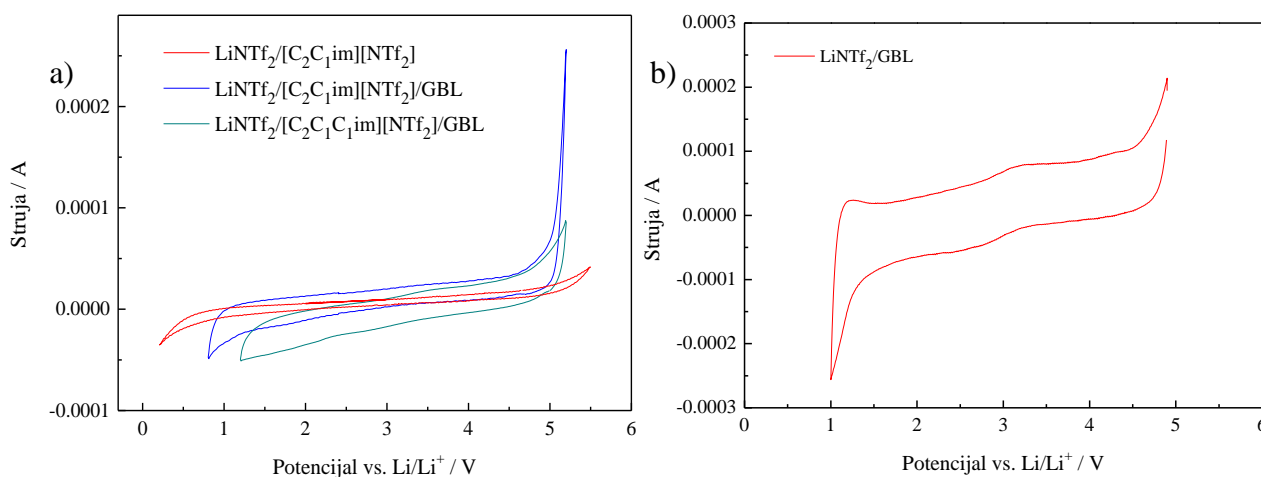 a)
LiNTf₂/[C₂C₁im][NTf₂]
LiNTf₂/[C₂C₁im][NTf₂]/GBL
LiNTf₂/[C₂C₁C₁im][NTf₂]/GBL
0.0002
0.0001
0.0000
-0.0001
Struja / A
0 1 2 3 4 5 6
Potencijal vs. Li/Li⁺ / V
b)
LiNTf₂/GBL
0.0003
0.0002
0.0001
0.0000
-0.0001
-0.0002
-0.0003
Struja / A
0 1 2 3 4 5 6
Potencijal vs. Li/Li⁺ / V